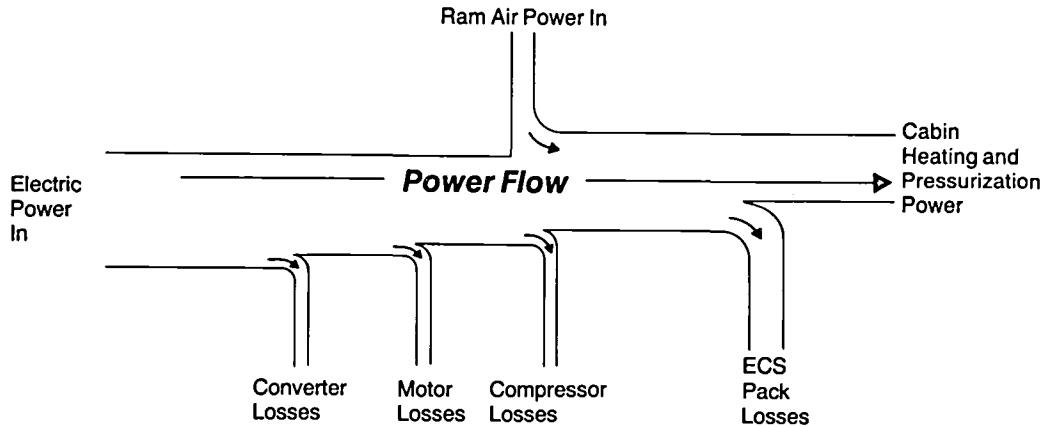 Ram Air Power In
Cabin
Heating and
Pressurization
Power
Power Flow
Electric
Power
In
Converter
Losses
Motor
Losses
Compressor
Losses
ECS
Pack
Losses